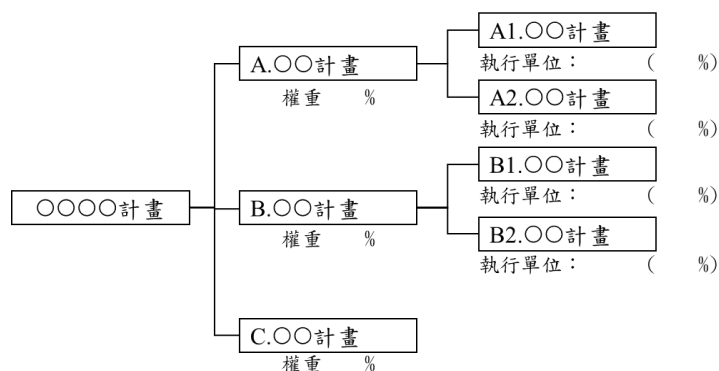 A1.○○計畫
執行單位： ( %)
A.○○計畫
權重 %
A2.○○計畫
執行單位： ( %)
B1.○○計畫
執行單位： ( %)
○○○○計畫
B.○○計畫
權重 %
B2.○○計畫
執行單位： ( %)
C.○○計畫
權重 %